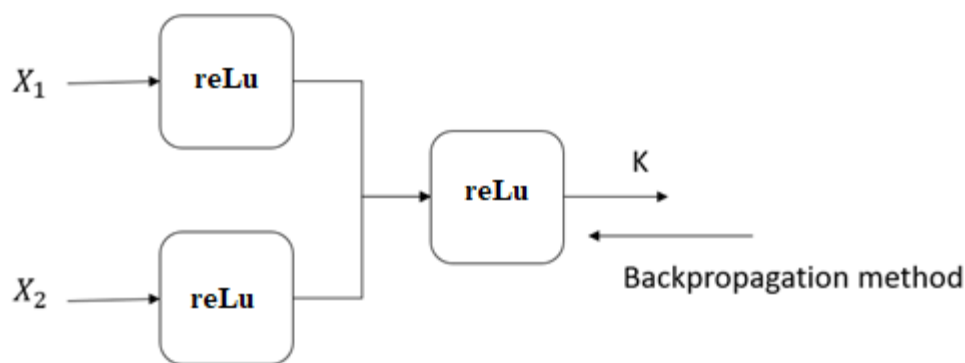 X₁
reLu
reLu
K
X₂
reLu
Backpropagation method